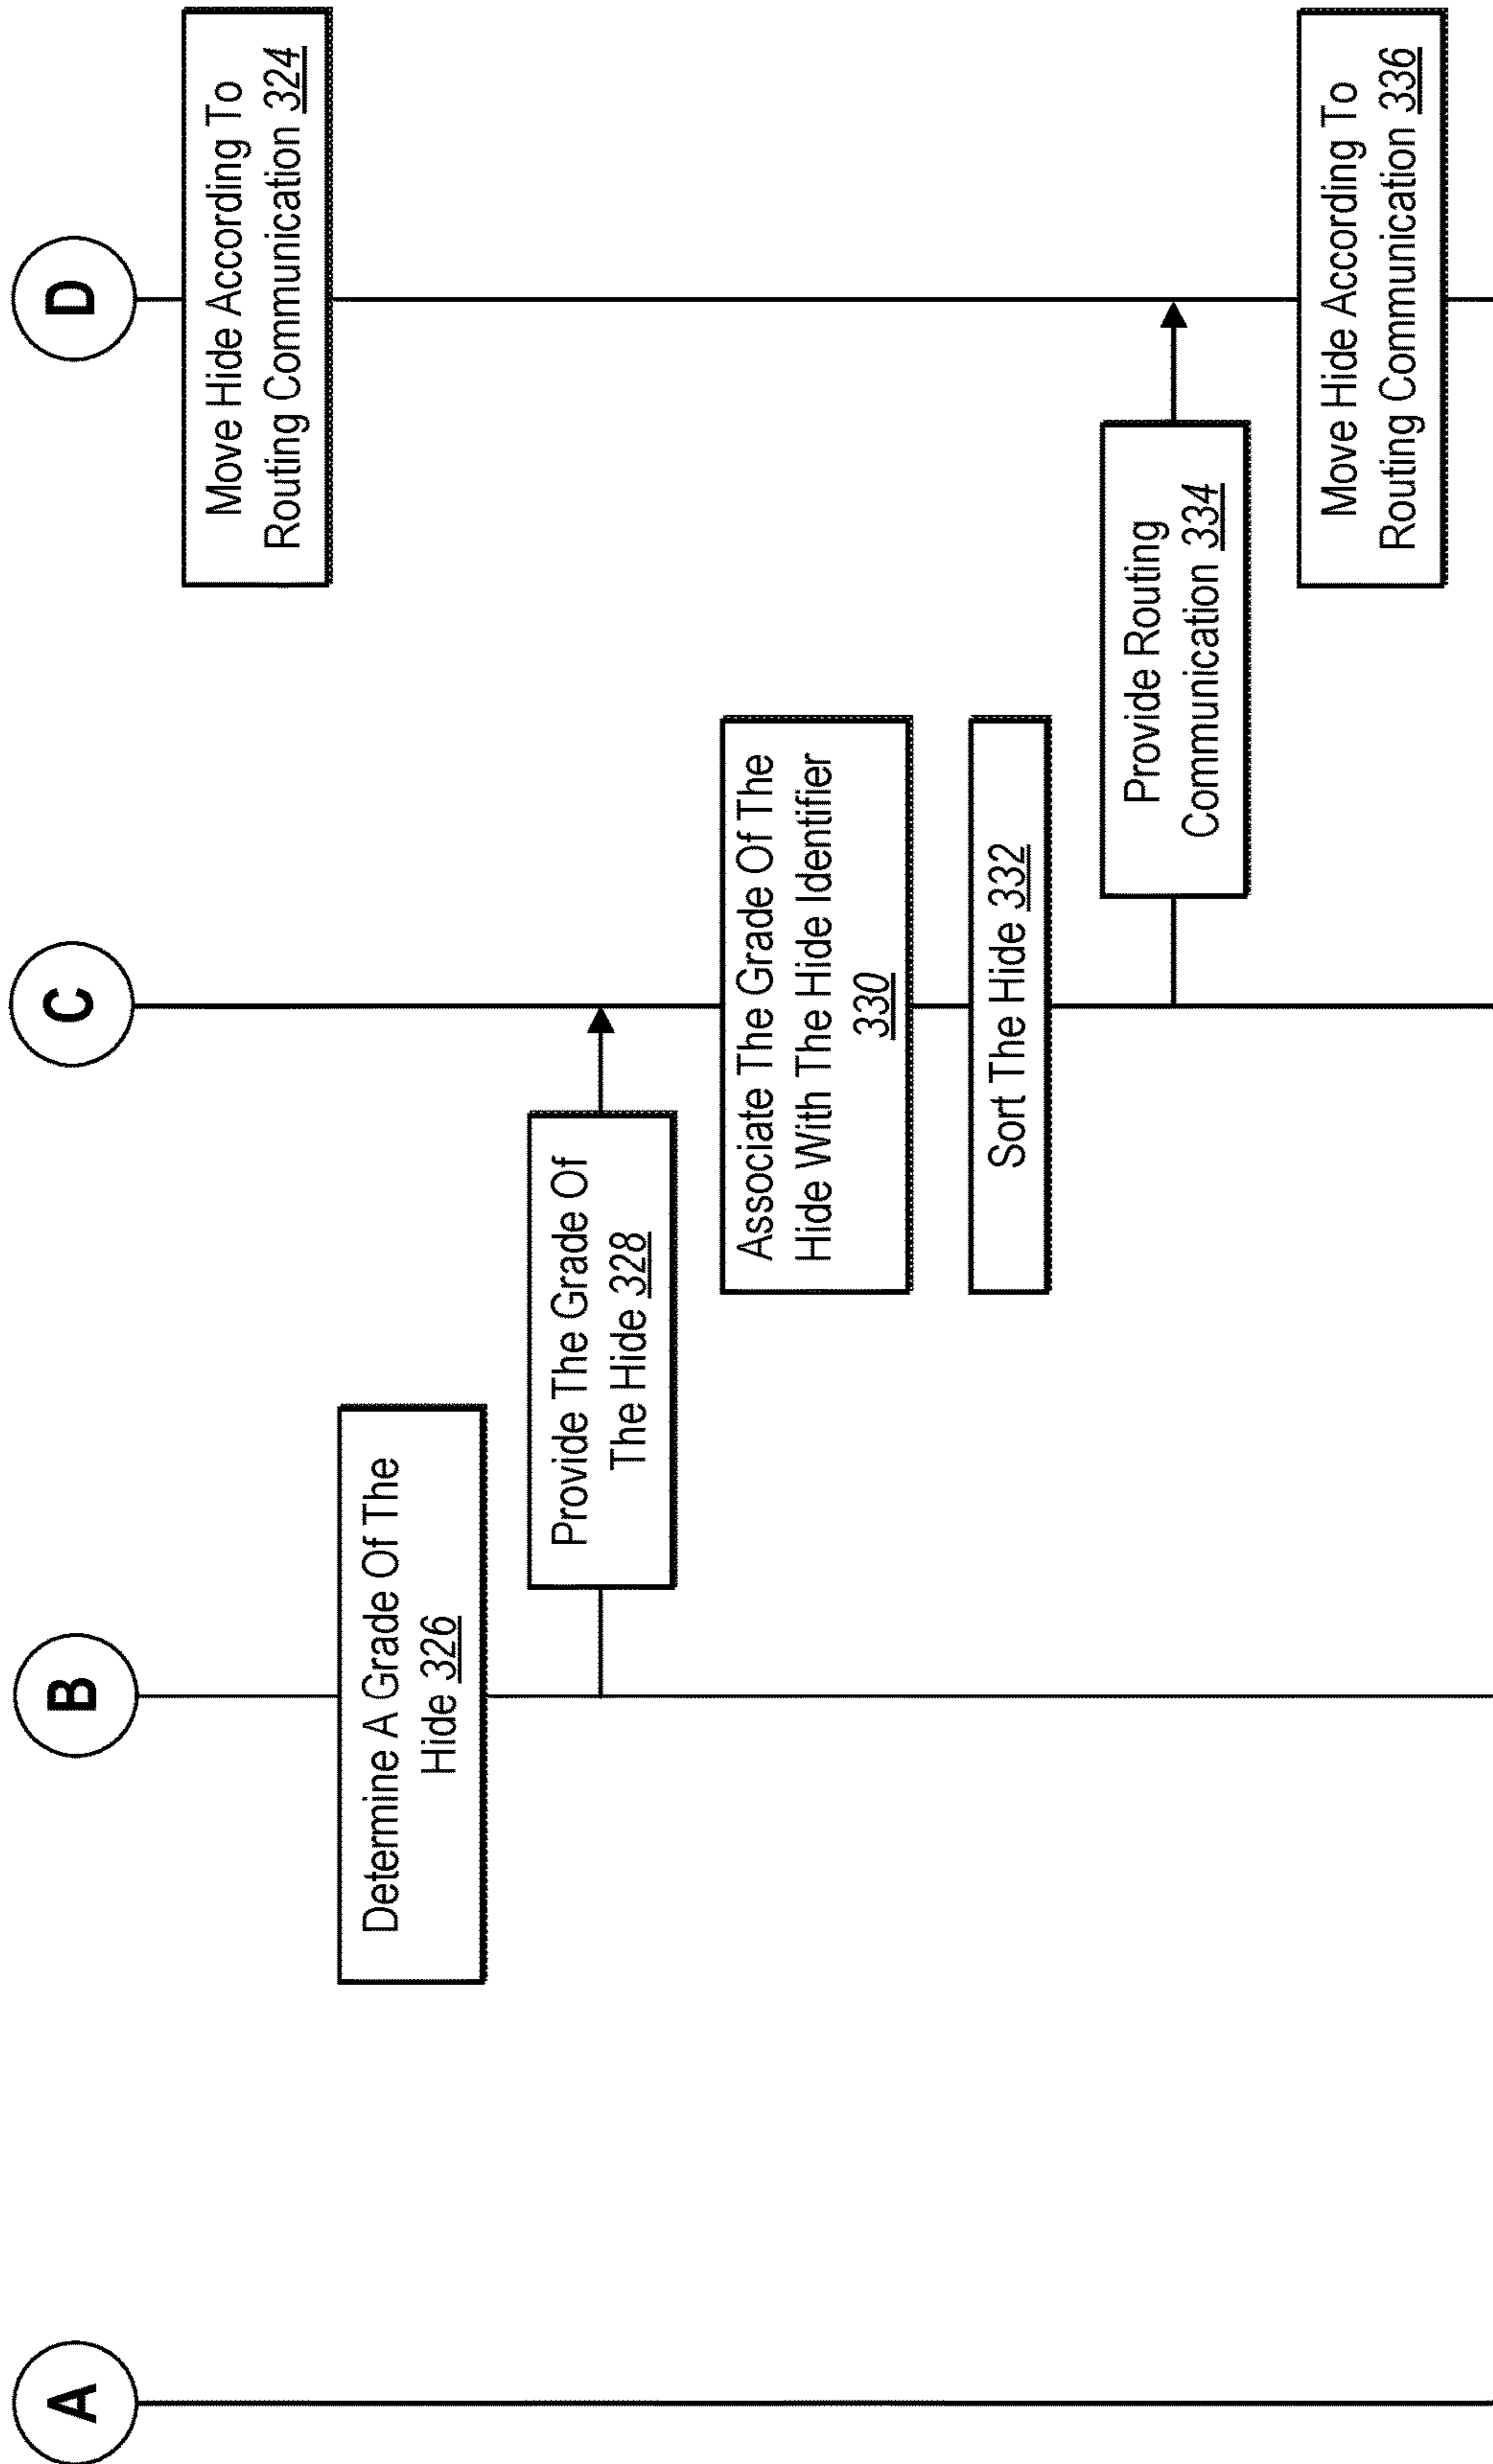 A
B
C
D
Move Hide According To
Routing Communication 324
Determine A Grade Of The
Hide 326
Provide The Grade Of
The Hide 328
Associate The Grade Of The
Hide With The Hide Identifier
330
Sort The Hide 332
Provide Routing
Communication 334
Move Hide According To
Routing Communication 336